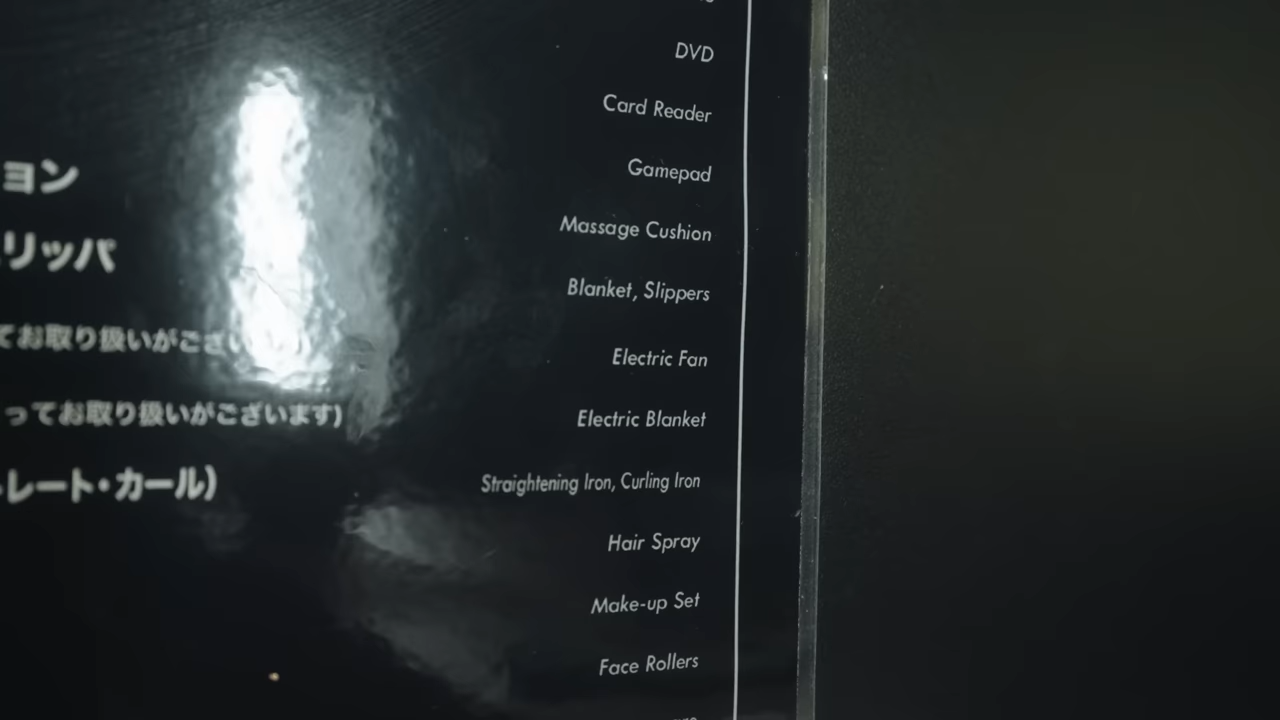 DVD
Card Reader
Gamepad
ョン
Massage Cushion
リッパ
Blanket, Slippers
てお取り扱いがござい
Electric Fan
ってお取り扱いがございます)
Electric Blanket
レート・カール)
Straightening Iron, Curling Iron
Hair Spray
Make-up Set
Face Rollers